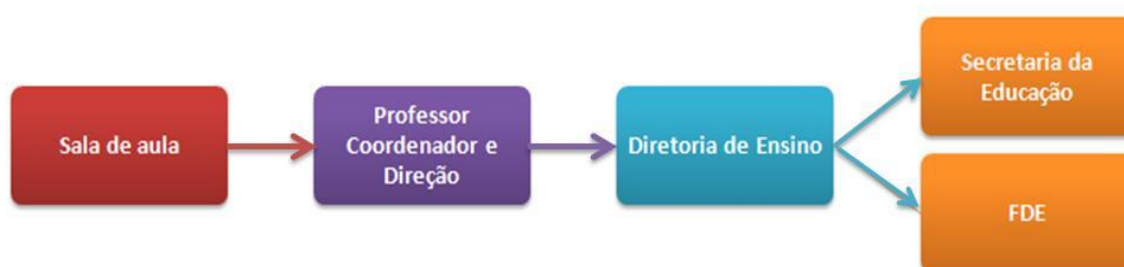 Sala de aula
Professor
Coordenador e
Direção
Diretoria de Ensino
Secretaria da
Educação
FDE